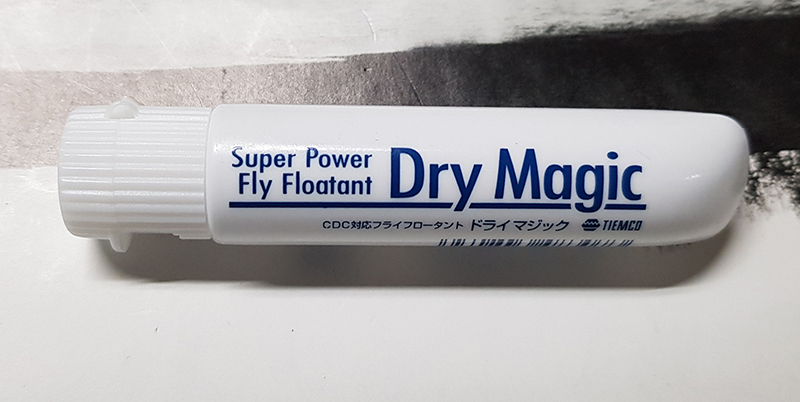 Super Power
Fly Floatant
Dry Magic
CDC対応フライフロータント ドライマジック TIEMCO